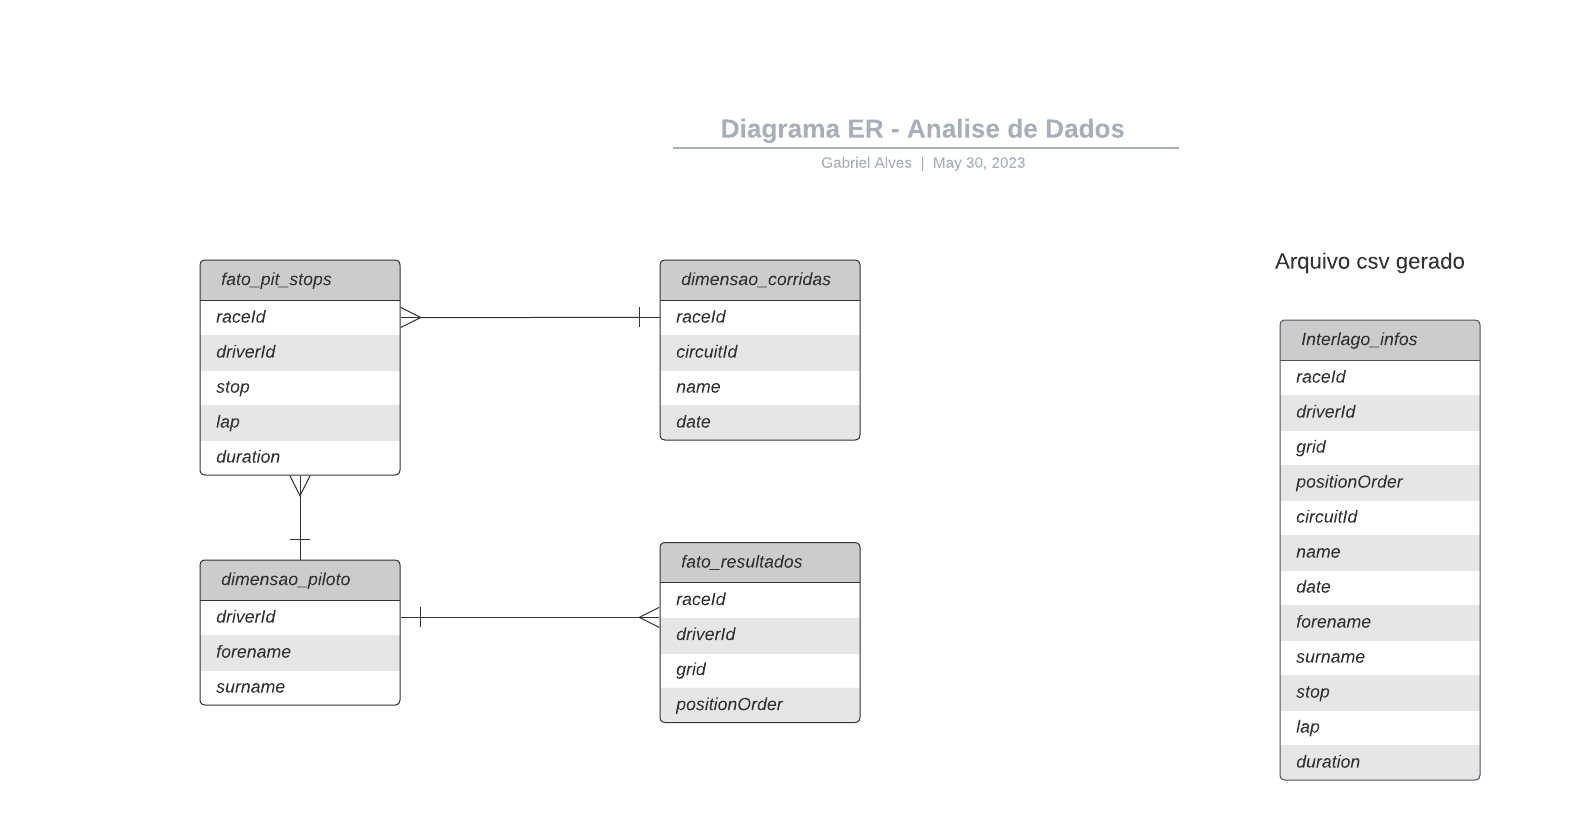 Diagrama ER - Analise de Dados
Gabriel Alves | May 30, 2023
fato_pit_stops
raceId
driverId
stop
lap
duration
dimensao_corridas
raceId
circuitId
name
date
dimensao_piloto
driverId
forename
surname
fato_resultados
raceId
driverId
grid
positionOrder
Arquivo csv gerado
Interlago_infos
raceId
driverId
grid
positionOrder
circuitId
name
date
forename
surname
stop
lap
duration